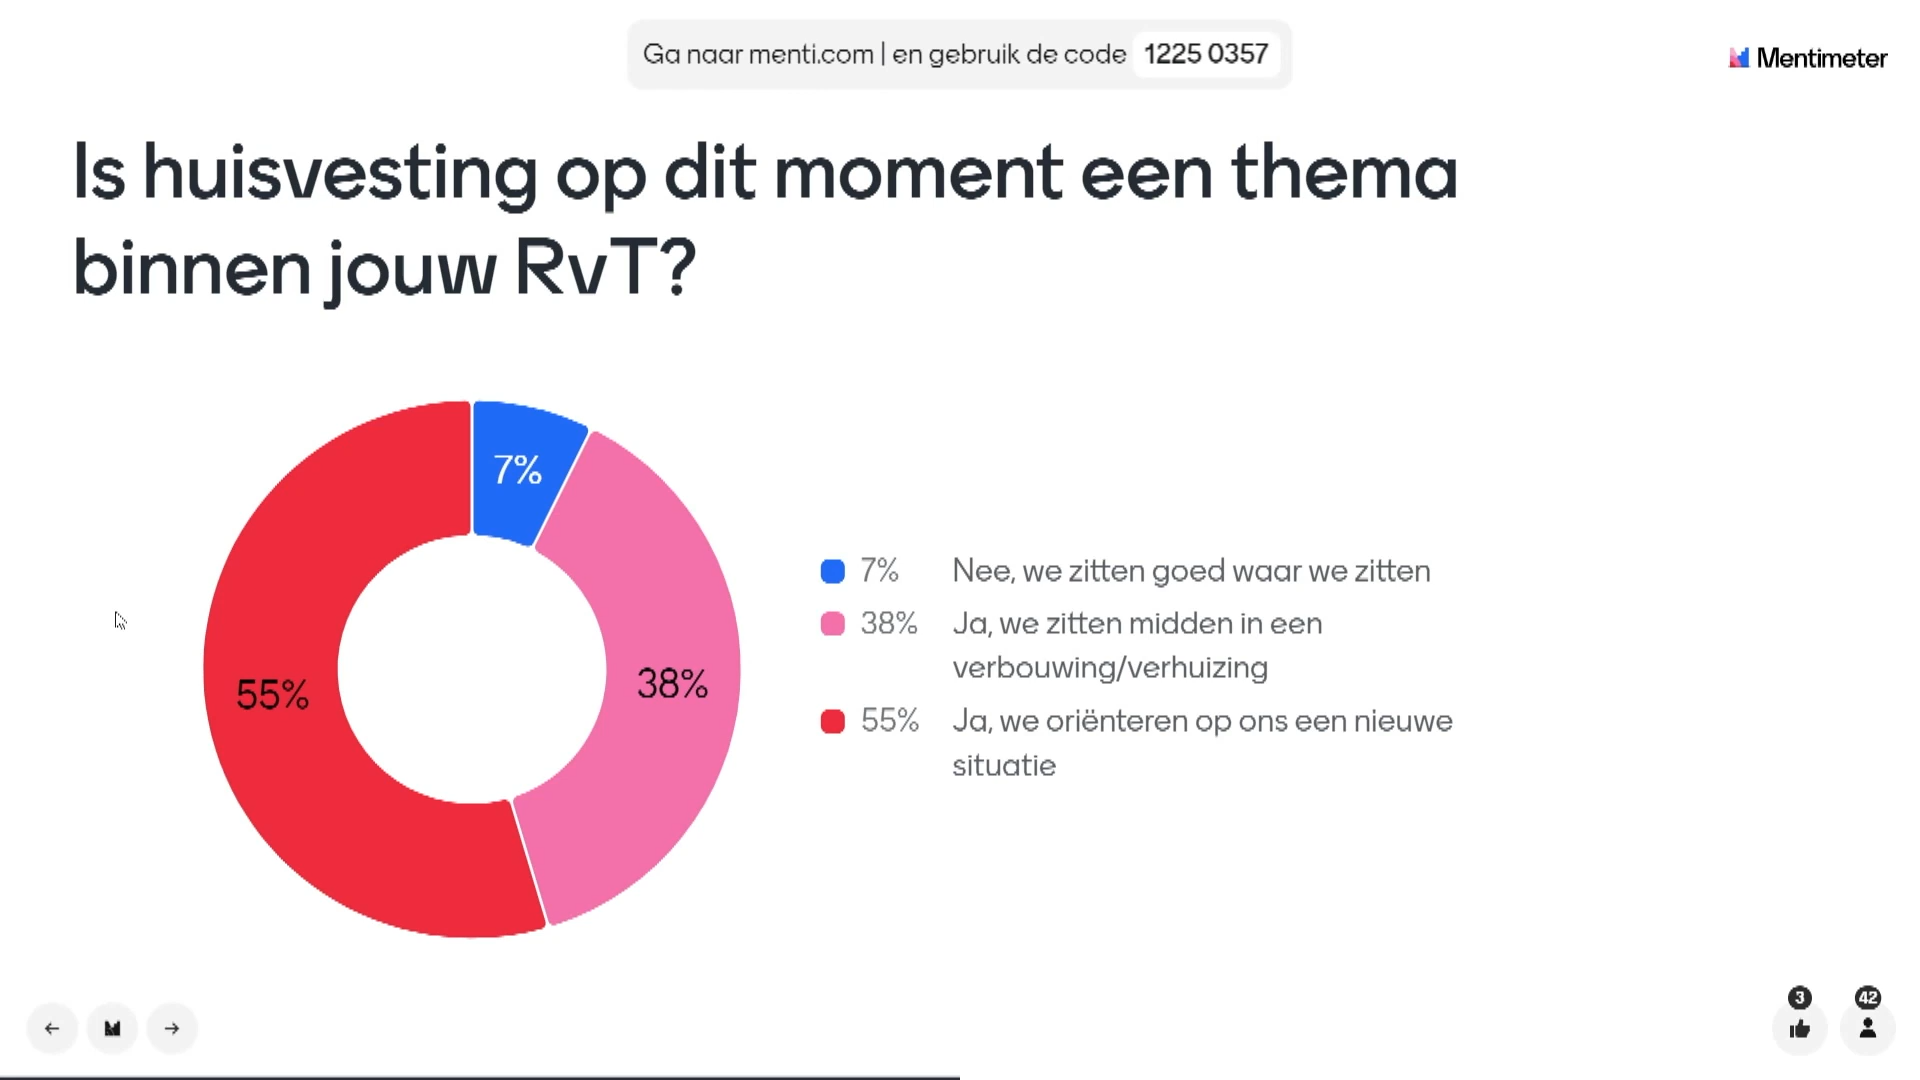 Ga naar menti.com | en gebruik de code 1225 0357
Mentimeter
Is huisvesting op dit moment een thema
binnen jouw RvT?
7%
38%
55%
7% Nee, we zitten goed waar we zitten
38% Ja, we zitten midden in een
verbouwing/verhuizing
55% Ja, we oriënteren op ons een nieuwe
situatie
3
42